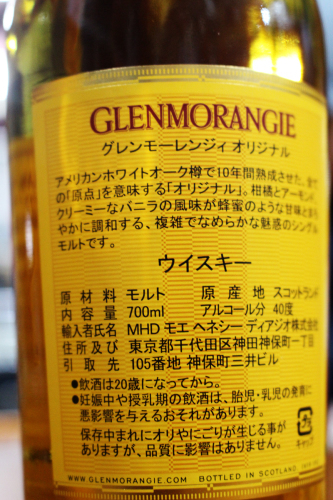 GLENMORANGIE
グレンモーレンジィ オリジナル
アメリカンホワイトオーク樽で10年間熟成させた、全て
の「原点」を意味する「オリジナル」。柑橘とアーモンド、
クリーミーなバニラの風味が蜂蜜のような甘味とまろ
やかに調和する、複雑でなめらかな魅惑のシングル
モルトです。
ウイスキー
原材料 モルト 原産地 スコットランド
内容量 700ml アルコール分 40度
輸入者氏名 MHD モエ ヘネシー ディアジオ株式会社
住所及び 東京都千代田区神田神保町一丁目
引取先 105番地 神保町三井ビル
●飲酒は20歳になってから。
●妊娠中や授乳期の飲酒は、胎児・乳児の発育に
悪影響を与えるおそれがあります。
保存中まれにオリやにごりが生じる事が
ありますが、品質に影響はありません。
キャップ
WWW.GLENMORANGIE.COM BOTTLED IN SCOTLAND